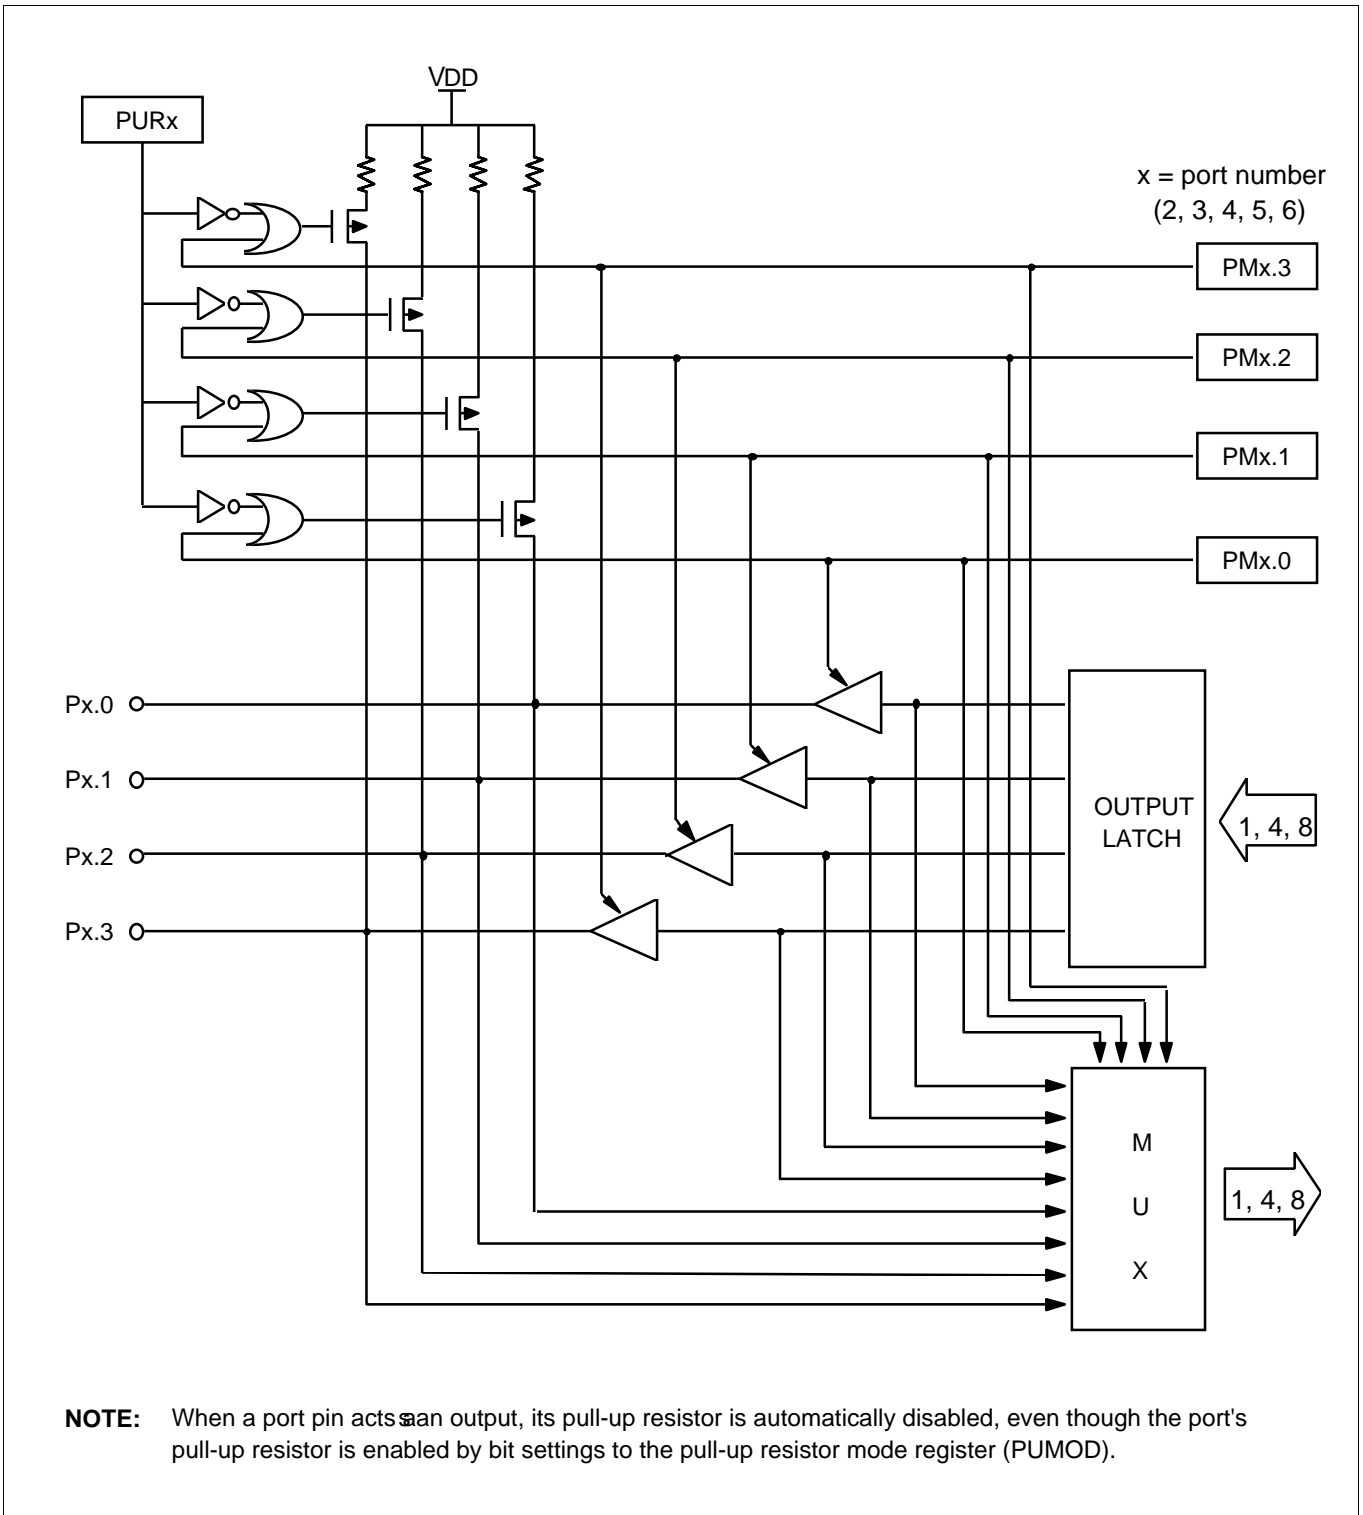 VDD
PURx
x = port number
(2, 3, 4, 5, 6)
PMx.3
PMx.2
PMx.1
PMx.0
Px.0
Px.1
Px.2
Px.3
OUTPUT
LATCH
1, 4, 8
M
U
X
1, 4, 8
NOTE: When a port pin acts an output, its pull-up resistor is automatically disabled, even though the port's
pull-up resistor is enabled by bit settings to the pull-up resistor mode register (PUMOD).